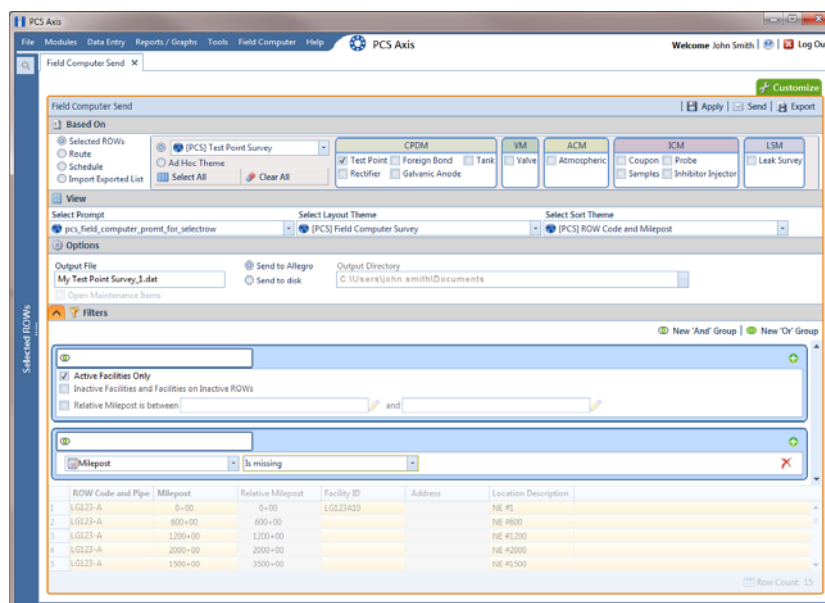 PCS Axis
File Modules Data Entry Reports / Graphs Tools Field Computer Help PCS Axis Welcome John Smith | | Log Ou
Field Computer Send X
Customize
Field Computer Send | Apply | Send | Export
Based On
Selected ROWs
Route
Schedule
Import Exported List
[PCS] Test Point Survey
Ad Hoc Theme
Select All Clear All
CPDM
Test Point Foreign Bond Tank
Rectifier Galvanic Anode
VM
Valve
ACM
Atmospheric
ICM
Coupon Probe
Samples Inhibitor Injector
LSM
Leak Survey
View
Select Prompt Select Layout Theme Select Sort Theme
pcs_field_computer_promt_for_selectrow [PCS] Field Computer Survey [PCS] ROW Code and Milepost
Options
Output File Send to Allegro Output Directory
My Test Point Survey_1.dat Send to disk C:\Users\john.smith\Documents
Open Maintenance Items
Filters
Selected ROWs
New 'And' Group | New 'Or' Group
Active Facilities Only
Inactive Facilities and Facilities on Inactive ROWs
Relative Milepost is between and
Milepost Is missing
ROW Code and Pipe Milepost Relative Milepost Facility ID Address Location Description
1 LG123-A 0+00 0+00 LG123A10 NE #1
2 LG123-A 600+00 600+00 NE #600
3 LG123-A 1200+00 1200+00 NE #1200
4 LG123-A 2000+00 2000+00 NE #2000
5 LG123-A 1500+00 3500+00 NE #1500
Row Count: 15